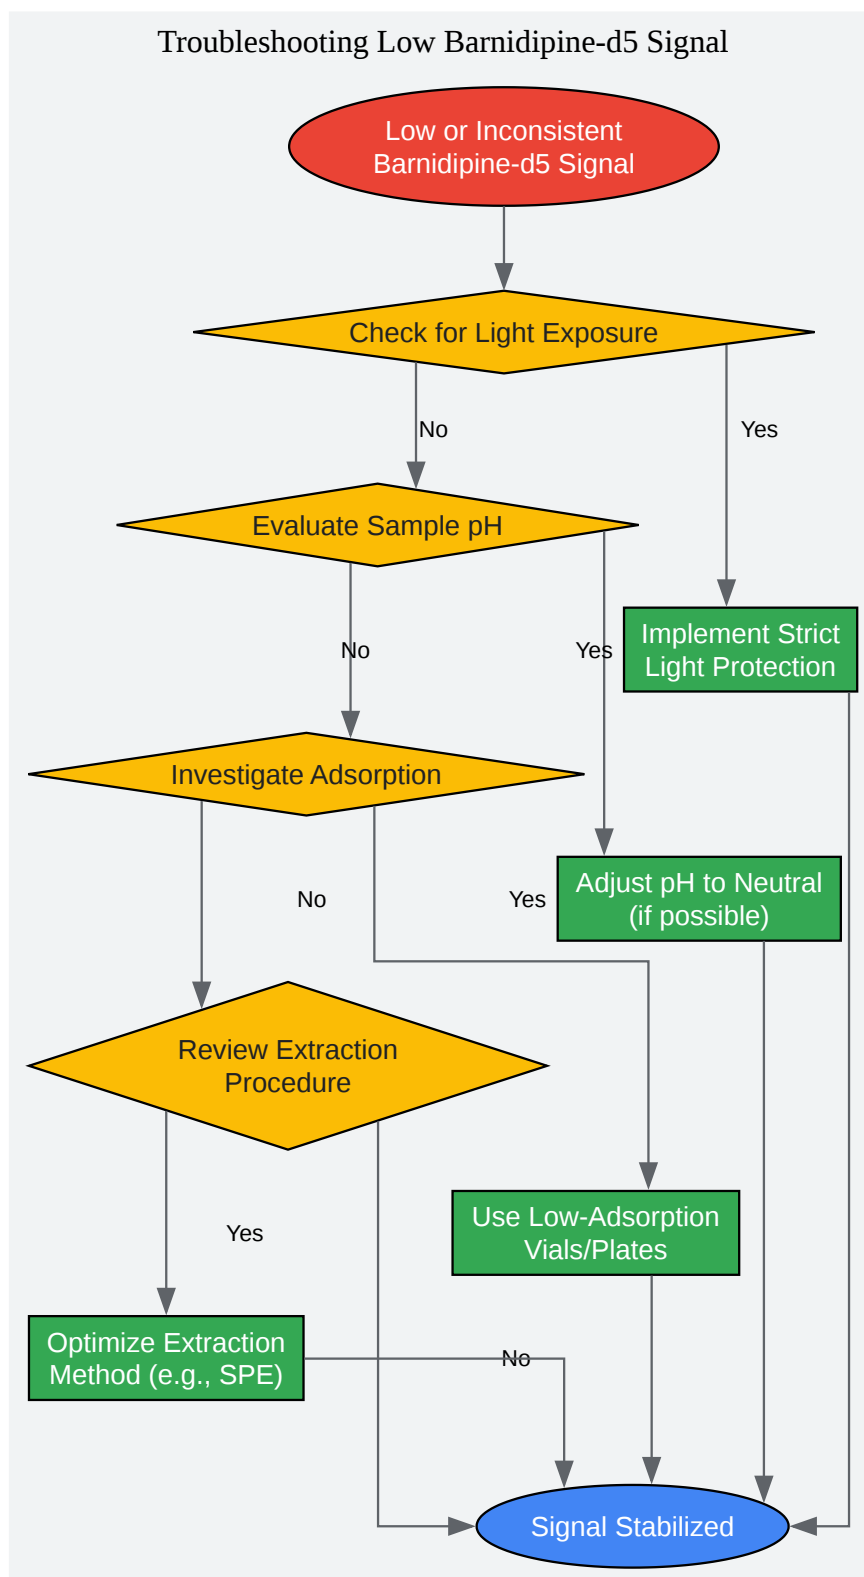 Troubleshooting Low Barnidipine-d5 Signal
Low or Inconsistent
Barnidipine-d5 Signal
Check for Light Exposure
No
Yes
Evaluate Sample pH
Implement Strict
Light Protection
No
Yes
Investigate Adsorption
Adjust pH to Neutral
(if possible)
No
Yes
Review Extraction
Procedure
Use Low-Adsorption
Vials/Plates
Yes
Optimize Extraction
Method (e.g., SPE)
No
Signal Stabilized